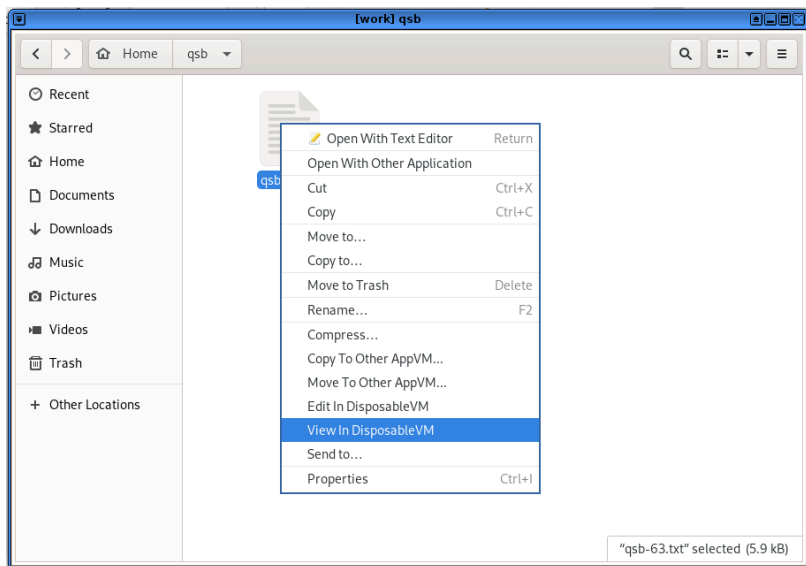 [work] qsb
Home
qsb
Recent
Starred
Home
Documents
Downloads
Music
Pictures
Videos
Trash
+ Other Locations
qsb
Open With Text Editor Return
Open With Other Application
Cut Ctrl+X
Copy Ctrl+C
Move to...
Copy to...
Move to Trash Delete
Rename... F2
Compress...
Copy To Other AppVM...
Move To Other AppVM...
Edit In DisposableVM
View In DisposableVM
Send to...
Properties Ctrl+I
“qsb-63.txt” selected (5.9 kB)